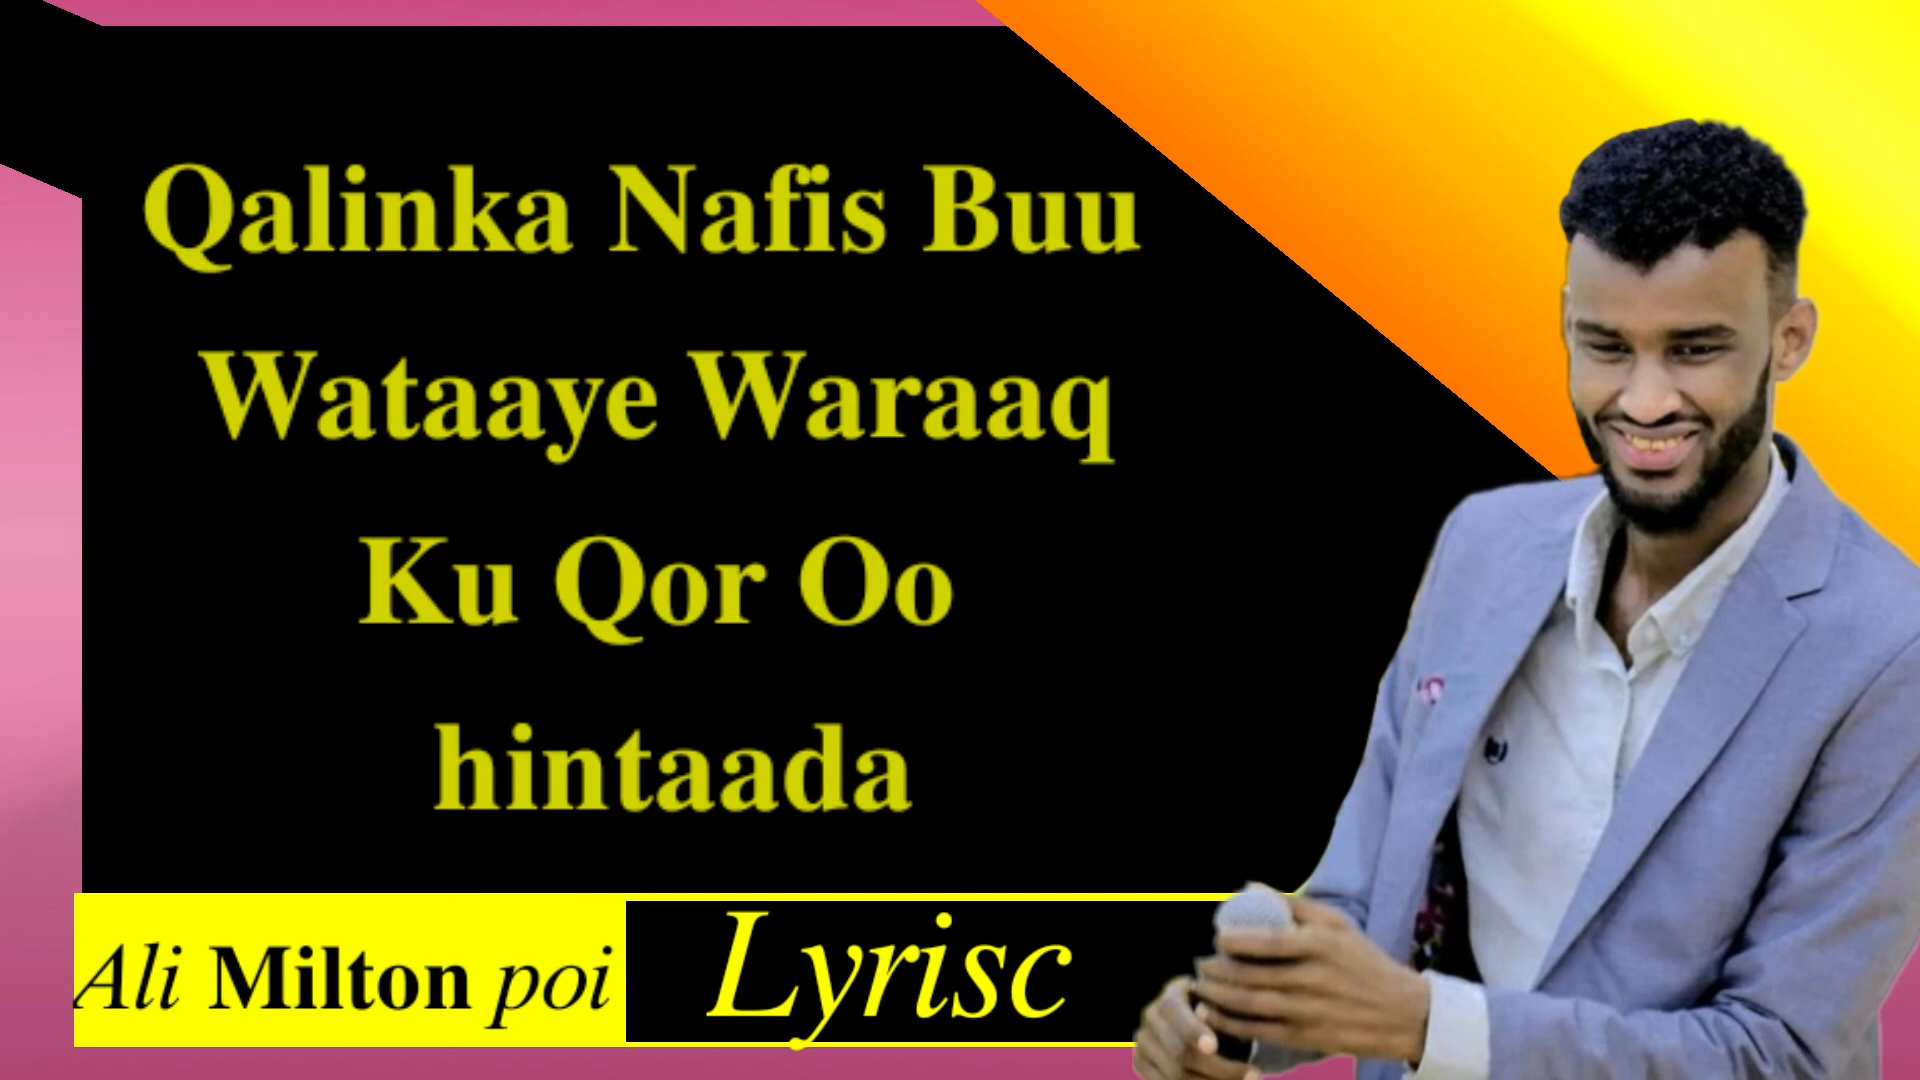 Qalinka Nafis Buu
Wataaye Waraaq
Ku Qor Oo
hintaada
Ali Milton poi
Lyrisc